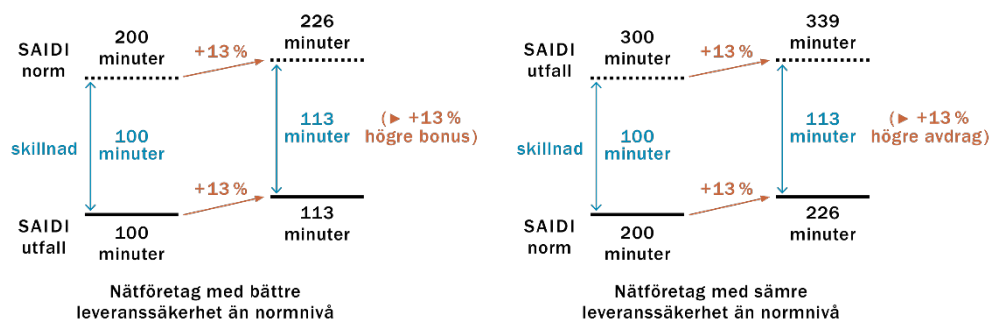 SAIDI
norm
200
minuter
+13 %
226
minuter
skillnad
100
minuter
113
minuter
(► +13 %
högre bonus)
SAIDI
utfall
100
minuter
+13 %
113
minuter
Nätföretag med bättre
leveranssäkerhet än normnivå
SAIDI
utfall
300
minuter
+13 %
339
minuter
skillnad
100
minuter
113
minuter
(► +13 %
högre avdrag)
SAIDI
norm
200
minuter
+13 %
226
minuter
Nätföretag med sämre
leveranssäkerhet än normnivå